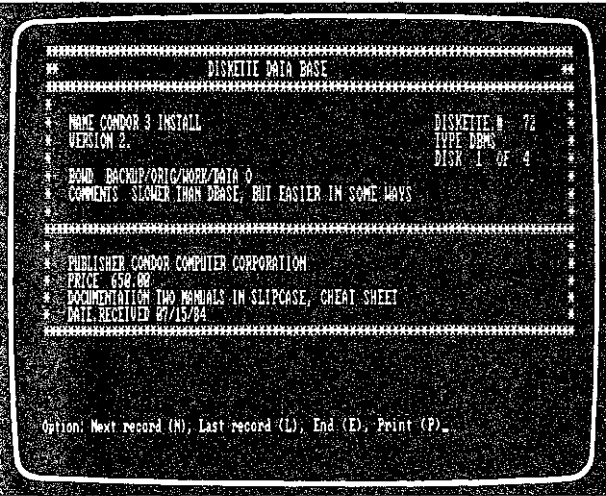 DISKETTE DATA BASE
NAME CONDOR 3 INSTALL
DISKETTE.# 72
VERSION 2.
TYPE DBMS
DISK 1 OF 4
BOWD BACKUP/ORIG/WORK/DATA O
COMMENTS SLOWER THAN DBASE, BUT EASIER IN SOME WAYS
PUBLISHER CONDOR COMPUTER CORPORATION
PRICE 650.00
DOCUMENTATION TWO MANUALS IN SLIPCASE, CHEAT SHEET
DATE.RECEIVED 07/15/84
Option: Next record (N), Last record (L), End (E), Print (P)_